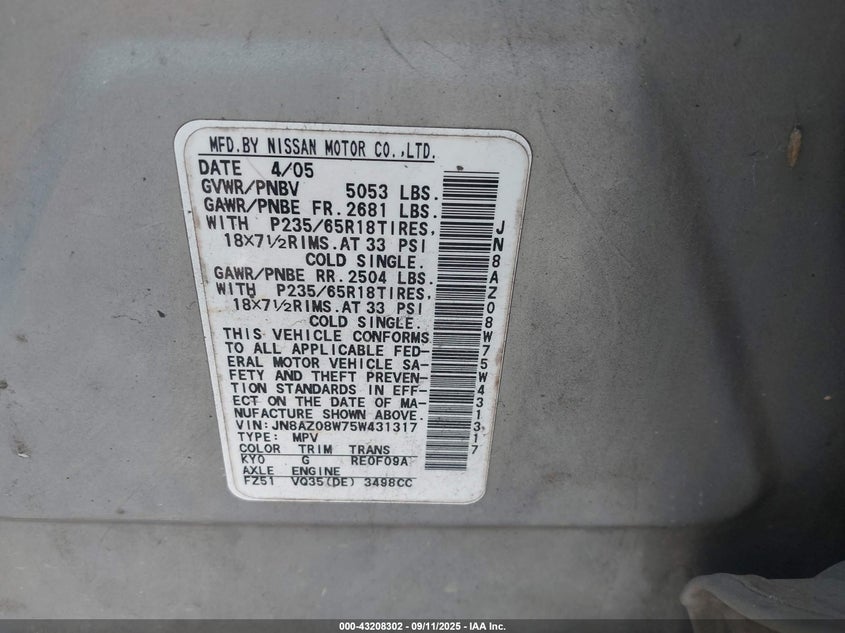 MFD.BY NISSAN MOTOR CO.,LTD.
DATE 4/05
GVWR/PNBV 5053 LBS.
GAWR/PNBE FR.2681 LBS.
WITH P235/65R18TIRES,
18X7½RIMS.AT 33 PSI
COLD SINGLE.
GAWR/PNBE RR.2504 LBS.
WITH P235/65R18TIRES,
18X7½RIMS.AT 33 PSI
COLD SINGLE.
THIS VEHICLE CONFORMS
TO ALL APPLICABLE FED-
ERAL MOTOR VEHICLE SA-
FETY AND THEFT PREVEN-
TION STANDARDS IN EFF-
ECT ON THE DATE OF MA-
NUFACTURE SHOWN ABOVE.
VIN:JN8AZ08W75W431317
TYPE: MPV
COLOR TRIM TRANS
KY0 G RE0F09A
AXLE ENGINE
FZ51 VQ35(DE) 3498CC
JN8AZ08W75W431317
000-43208302 - 09/11/2025 - IAA Inc.